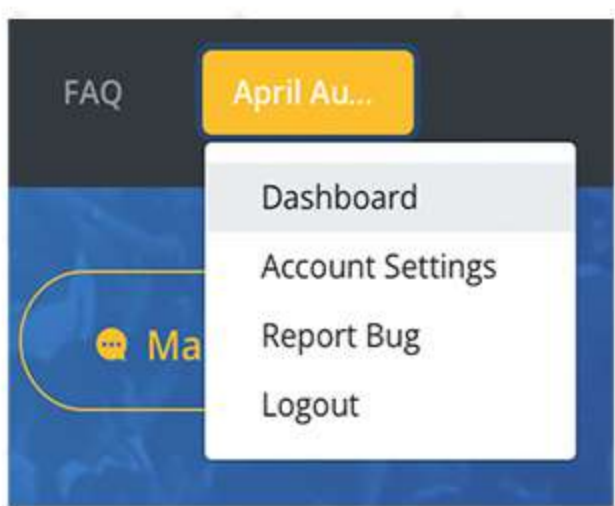 FAQ
April Au...
Dashboard
Account Settings
Report Bug
Logout
Ma